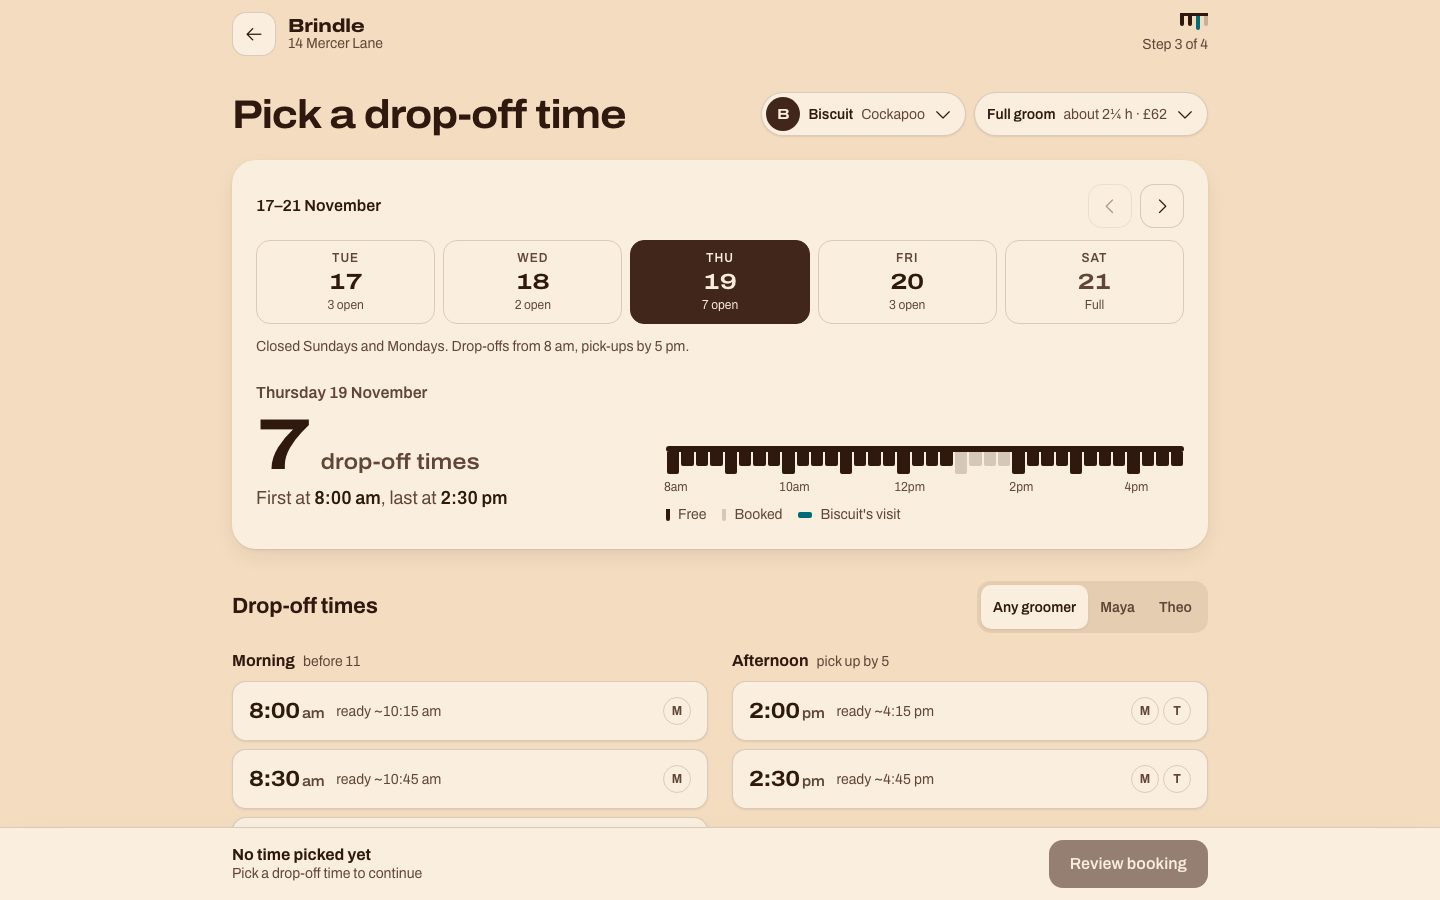 Brindle
14 Mercer Lane
Step 3 of 4
Pick a drop-off time
B Biscuit Cockapoo
Full groom about 2¼ h · £62
17–21 November
TUE
17
3 open
WED
18
2 open
THU
19
7 open
FRI
20
3 open
SAT
21
Full
Closed Sundays and Mondays. Drop-offs from 8 am, pick-ups by 5 pm.
Thursday 19 November
7 drop-off times
First at 8:00 am, last at 2:30 pm
8am 10am 12pm 2pm 4pm
Free Booked Biscuit's visit
Drop-off times
Any groomer Maya Theo
Morning before 11
8:00 am ready ~10:15 am M
8:30 am ready ~10:45 am M
Afternoon pick up by 5
2:00 pm ready ~4:15 pm M T
2:30 pm ready ~4:45 pm M T
No time picked yet
Pick a drop-off time to continue
Review booking